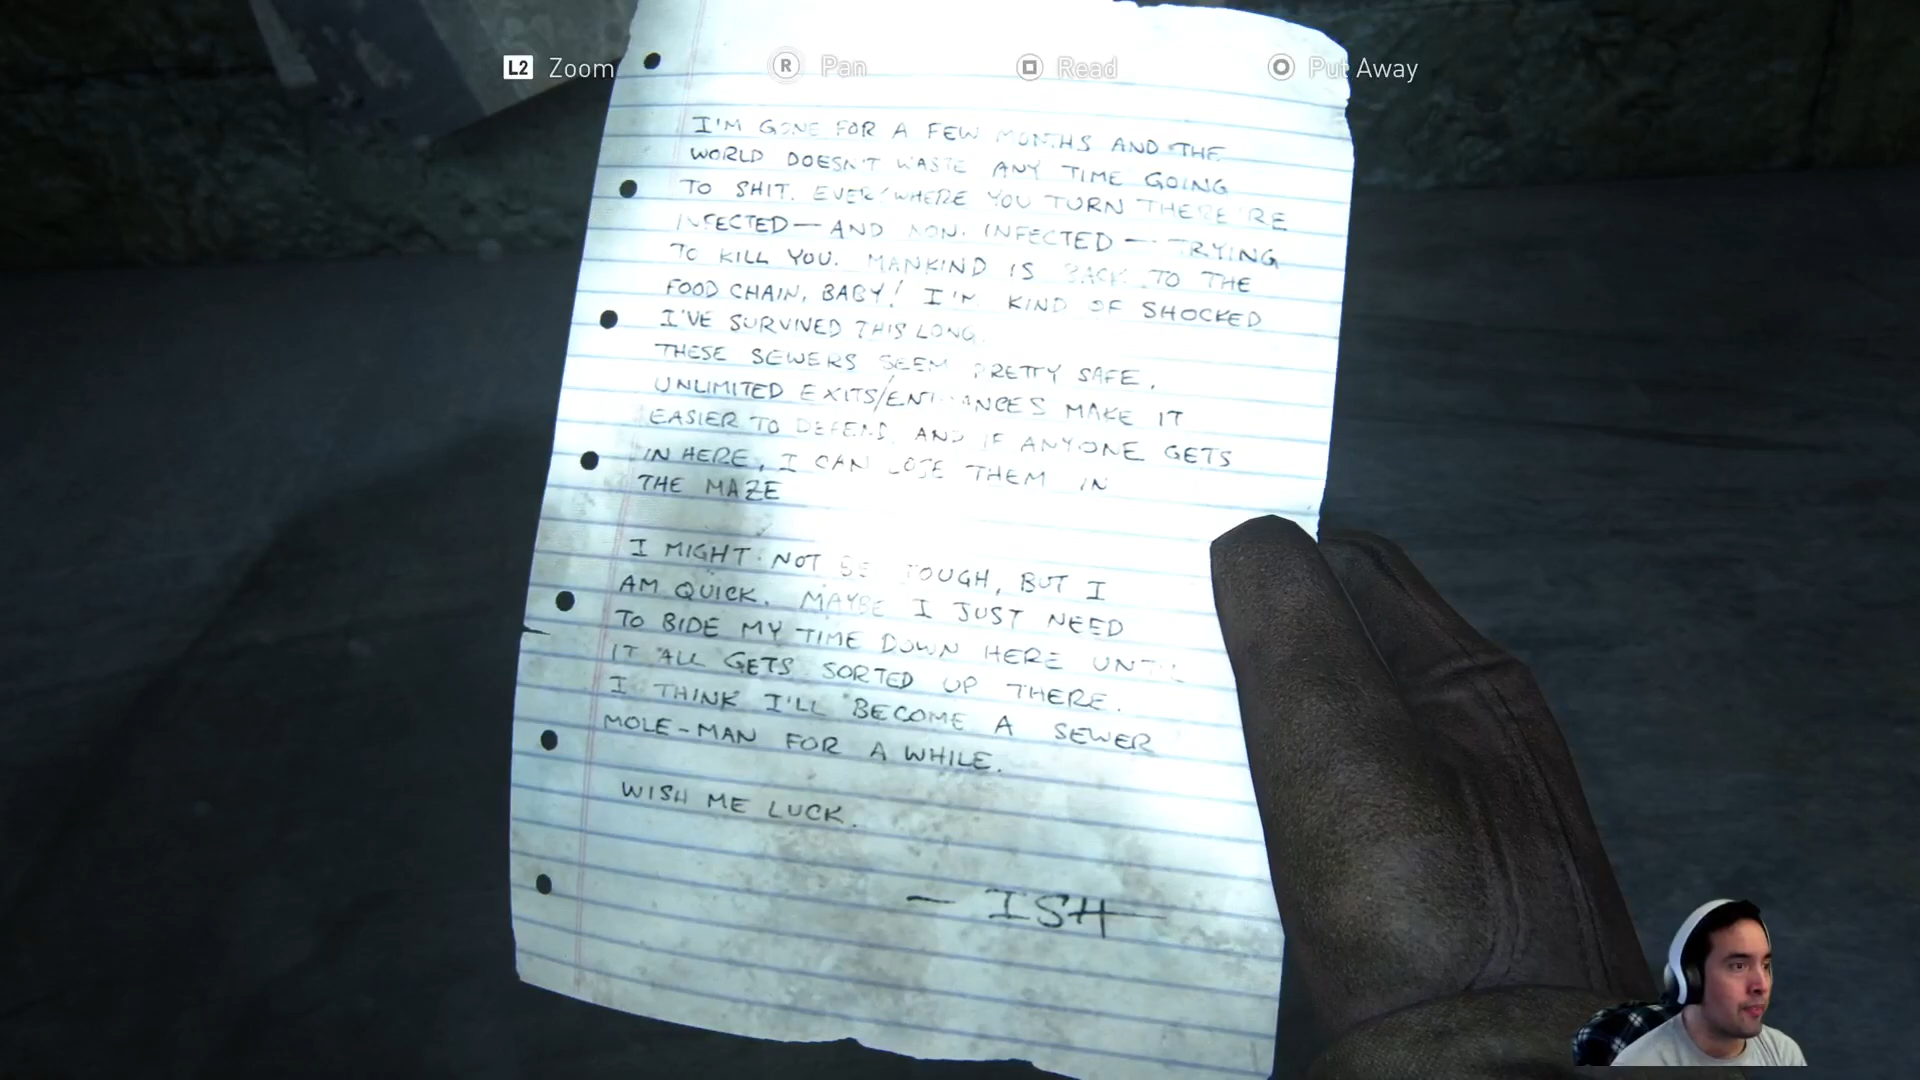 L2 Zoom R Pan Read Put Away
I'M GONE FOR A FEW MONTHS AND THE
WORLD DOESN'T WASTE ANY TIME GOING
TO SHIT. EVERYWHERE YOU TURN THERE'RE
INFECTED — AND NON-INFECTED — TRYING
TO KILL YOU. MANKIND IS BACK TO THE
FOOD CHAIN, BABY! I'M KIND OF SHOCKED
I'VE SURVIVED THIS LONG.
THESE SEWERS SEEM PRETTY SAFE.
UNLIMITED EXITS/ENTRANCES MAKE IT
EASIER TO DEFEND, AND IF ANYONE GETS
IN HERE, I CAN LOSE THEM IN
THE MAZE
I MIGHT NOT BE TOUGH, BUT I
AM QUICK. MAYBE I JUST NEED
TO BIDE MY TIME DOWN HERE UNTIL
IT ALL GETS SORTED UP THERE.
I THINK I'LL BECOME A SEWER
MOLE-MAN FOR A WHILE.
WISH ME LUCK.
— ISH